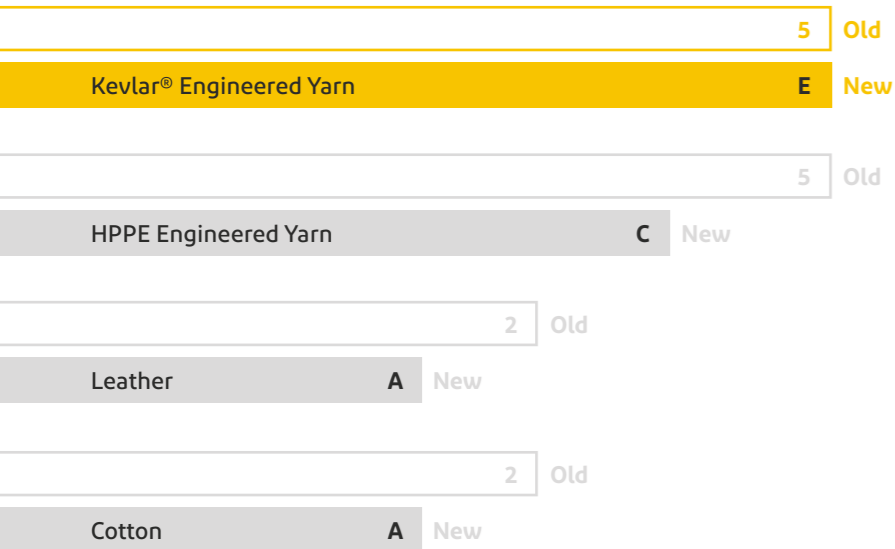 5 Old
Kevlar® Engineered Yarn E New
5 Old
HPPE Engineered Yarn C New
2 Old
Leather A New
2 Old
Cotton A New